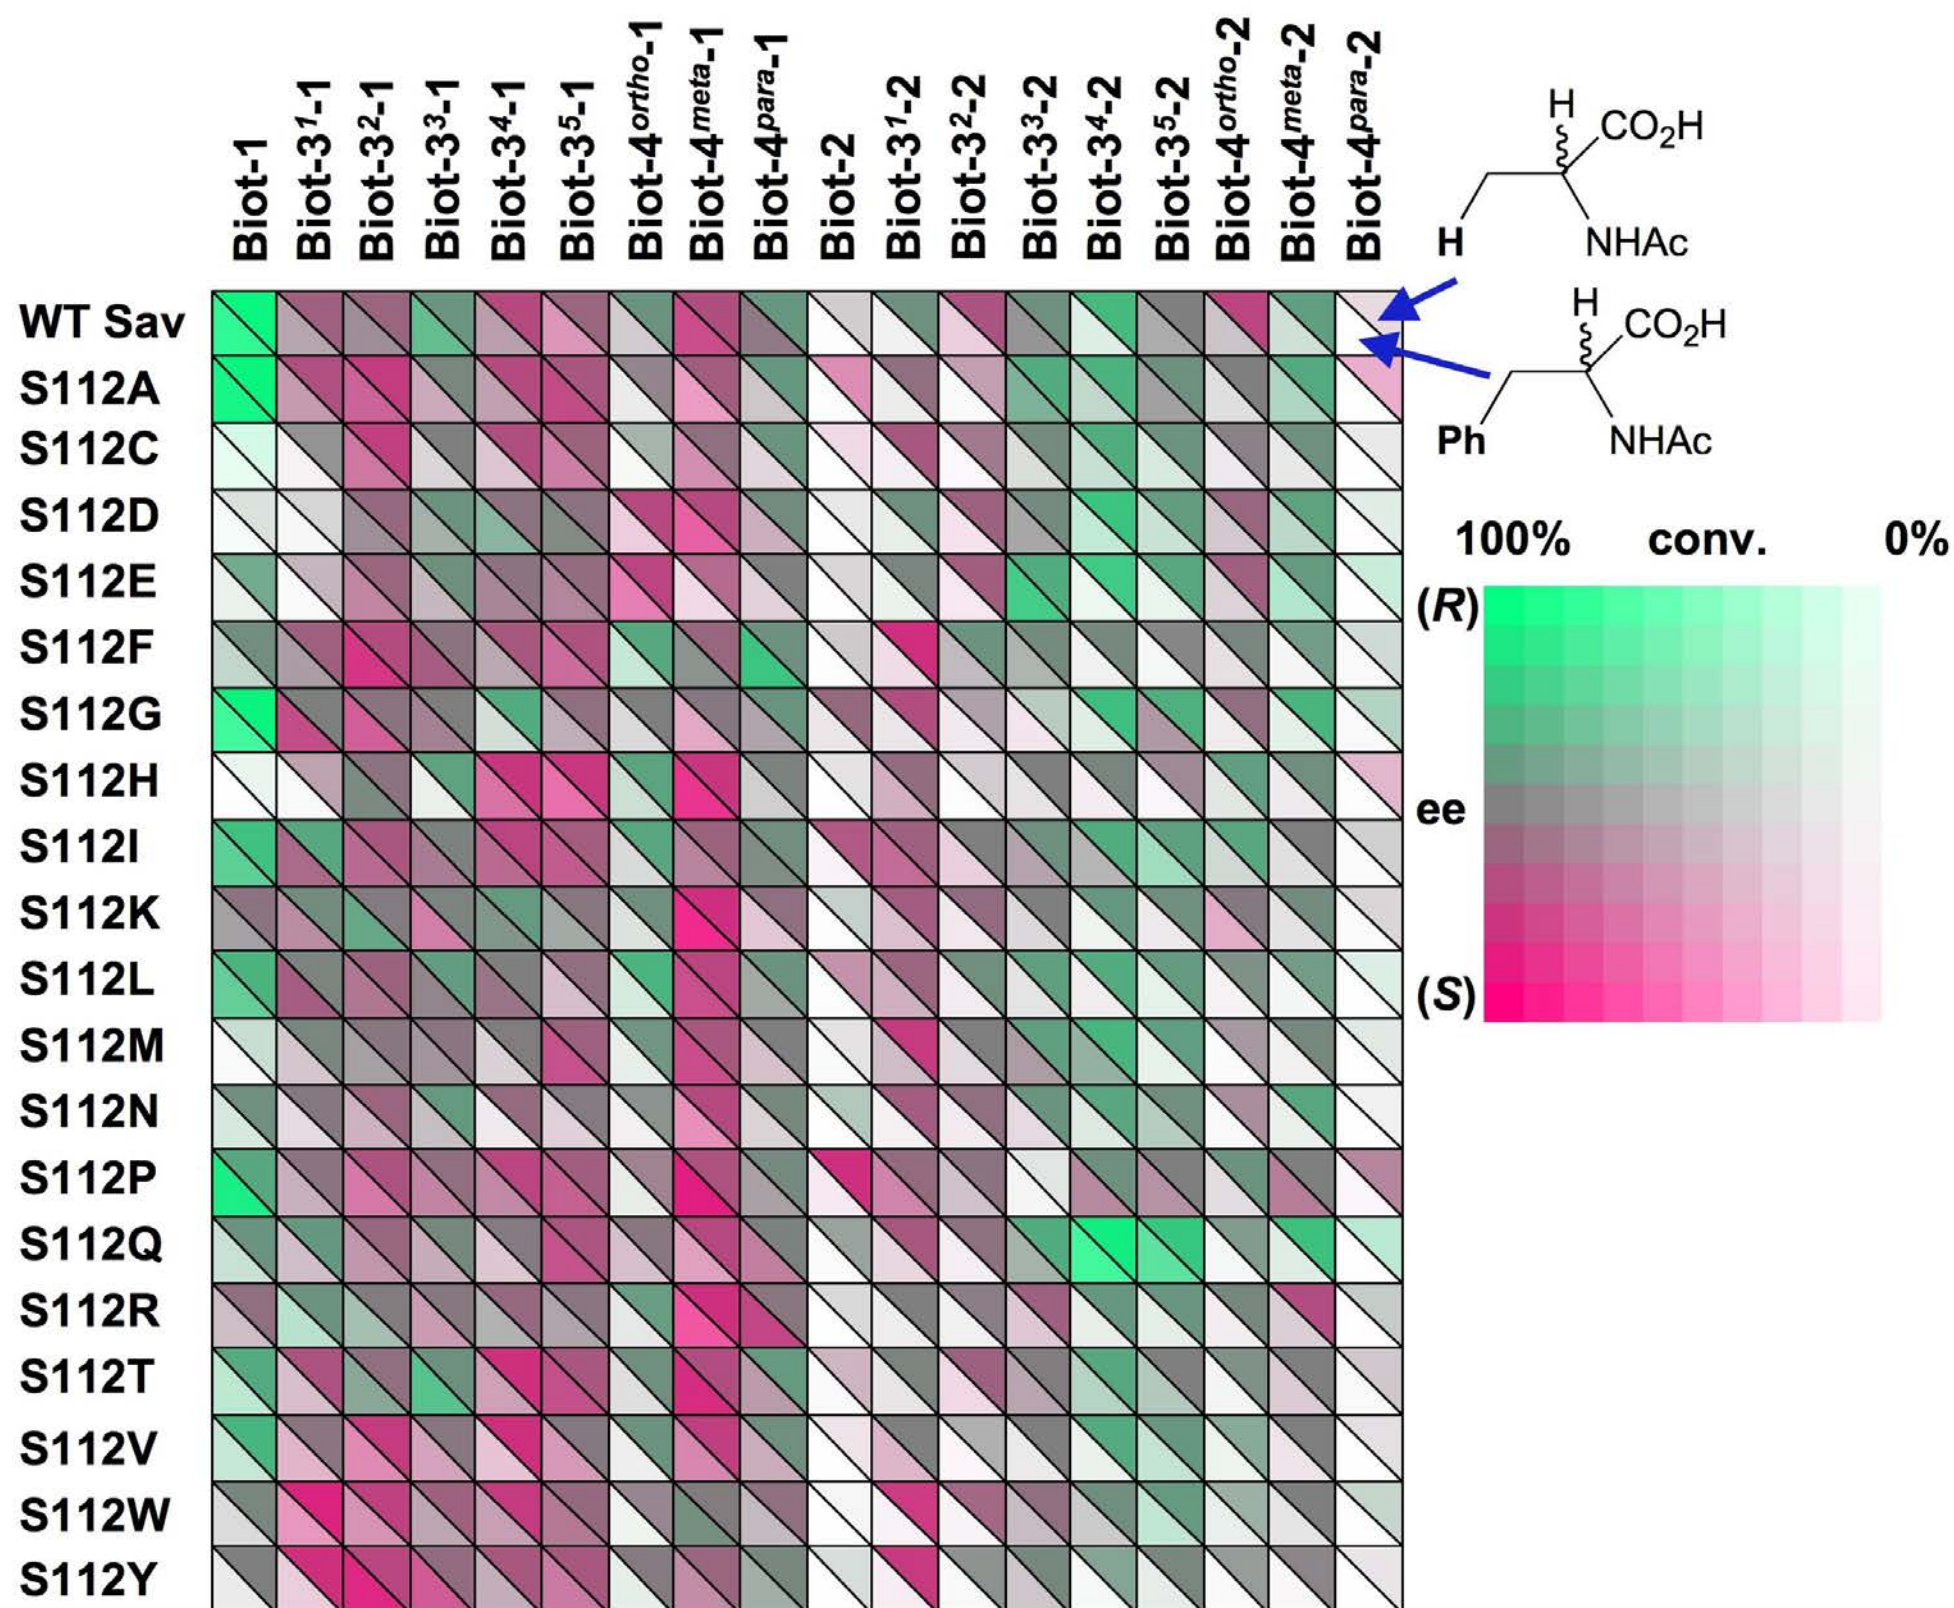 Biot-1
Biot-3¹-1
Biot-3²-1
Biot-3³-1
Biot-3⁴-1
Biot-3⁵-1
Biot-4ortho-1
Biot-4meta-1
Biot-4para-1
Biot-2
Biot-3¹-2
Biot-3²-2
Biot-3³-2
Biot-3⁴-2
Biot-3⁵-2
Biot-4ortho-2
Biot-4meta-2
Biot-4para-2
H
CO₂H
H
NHAc
H
CO₂H
Ph
NHAc
100% conv. 0%
(R)
ee
(S)
WT Sav
S112A
S112C
S112D
S112E
S112F
S112G
S112H
S112I
S112K
S112L
S112M
S112N
S112P
S112Q
S112R
S112T
S112V
S112W
S112Y